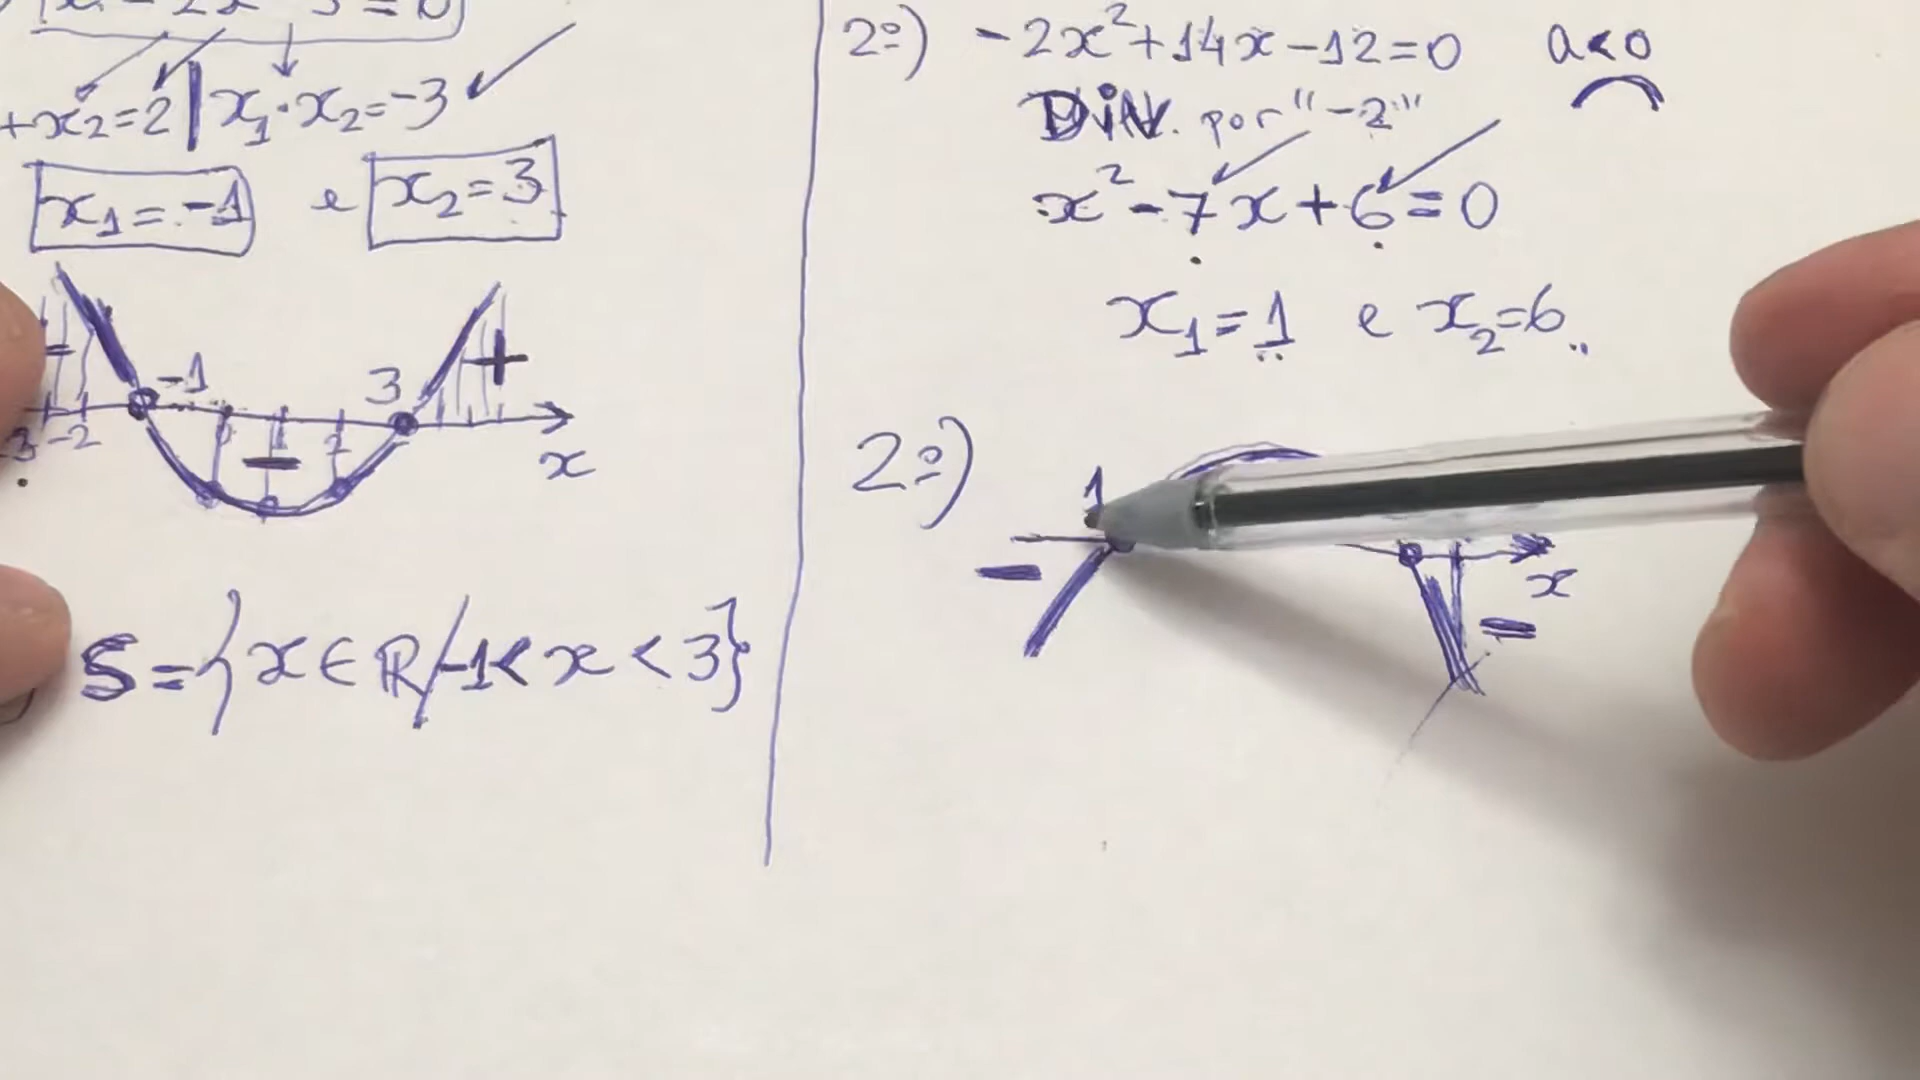 +x₂=2 | x₁·x₂=-3
x₁=-1 e x₂=3
-1 3 +
-3 -2 0 1 2 -
x
S={x∈ℝ/-1<x<3}
2º) -2x²+14x-12=0 a<0
Div. por "-2"
x²-7x+6=0
x₁=1 e x₂=6
2º) 1
- x
-